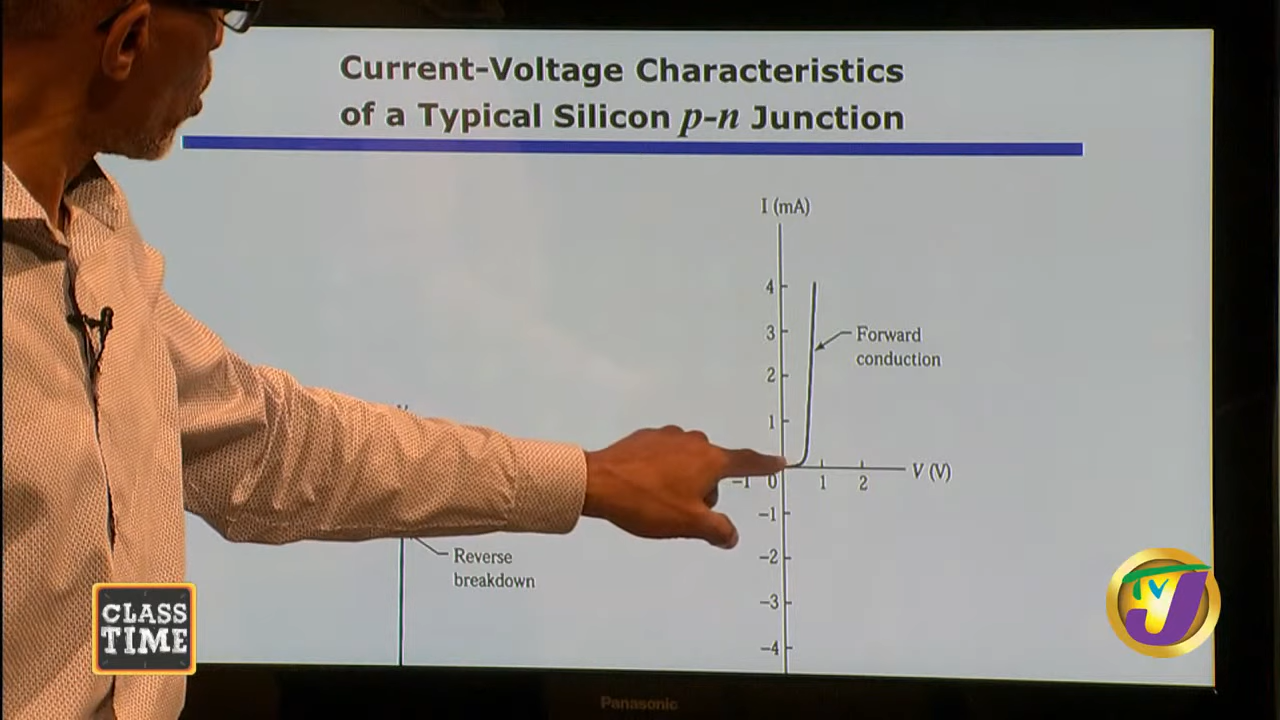 Current-Voltage Characteristics
of a Typical Silicon p-n Junction
I (mA)
4
3
2
1
Forward
conduction
V (V)
-1
0
1
2
-1
-2
-3
-4
Reverse
breakdown
CLASS
TIME
TVJ
Panasonic